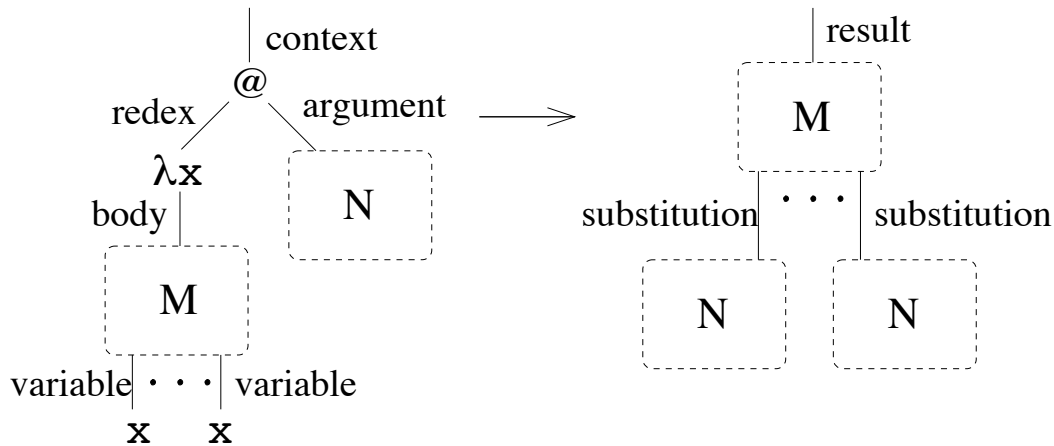 context
result
@
redex
argument
M
λx
N
body
substitution
• • •
substitution
M
N
N
variable
• • •
variable
x
x